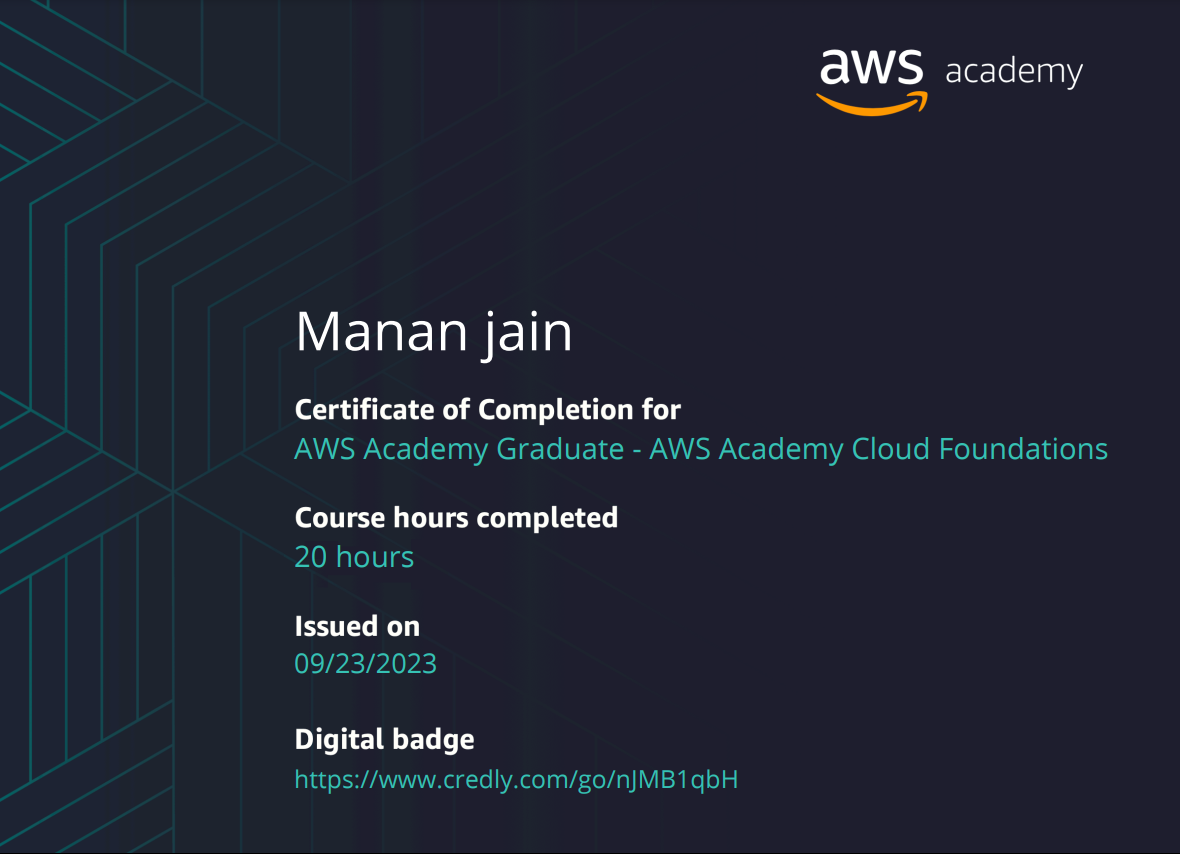 aws academy
Manan jain
Certificate of Completion for
AWS Academy Graduate - AWS Academy Cloud Foundations
Course hours completed
20 hours
Issued on
09/23/2023
Digital badge
https://www.credly.com/go/nJMB1qbH